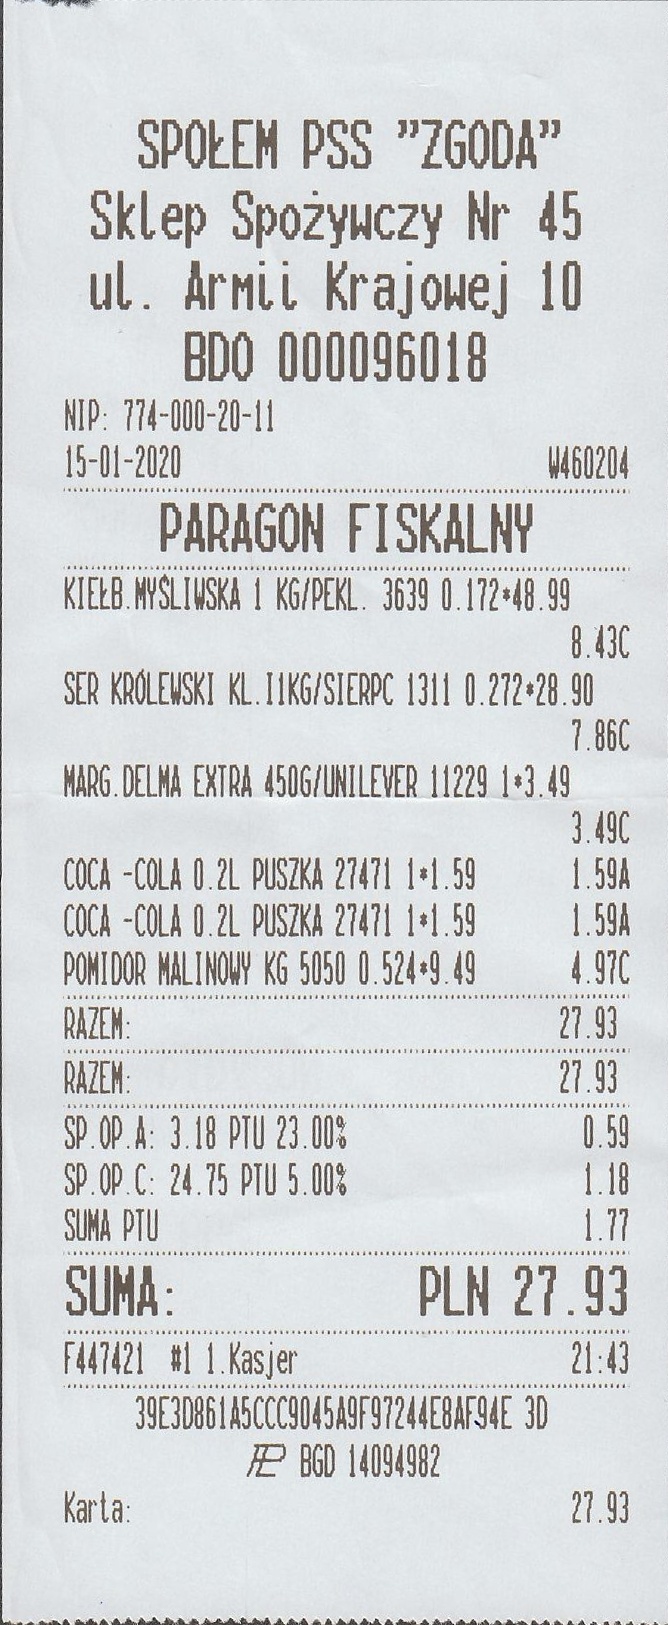 SPOŁEM PSS "ZGODA"
Sklep Spożywczy Nr 45
ul. Armii Krajowej 10
BDO 000096018
NIP: 774-000-20-11
15-01-2020 W460204
PARAGON FISKALNY
KIEŁB.MYŚLIWSKA 1 KG/PEKL. 3639 0.172*48.99
8.43C
SER KRÓLEWSKI KL.I1KG/SIERPC 1311 0.272*28.90
7.86C
MARG.DELMA EXTRA 450G/UNILEVER 11229 1*3.49
3.49C
COCA -COLA 0.2L PUSZKA 27471 1*1.59 1.59A
COCA -COLA 0.2L PUSZKA 27471 1*1.59 1.59A
POMIDOR MALINOWY KG 5050 0.524*9.49 4.97C
RAZEM: 27.93
RAZEM: 27.93
SP.OP.A: 3.18 PTU 23.00% 0.59
SP.OP.C: 24.75 PTU 5.00% 1.18
SUMA PTU 1.77
SUMA: PLN 27.93
F447421 #1 1.Kasjer 21:43
39E3D861A5CCC9045A9F97244E8AF94E 3D
BGD 14094982
Karta: 27.93